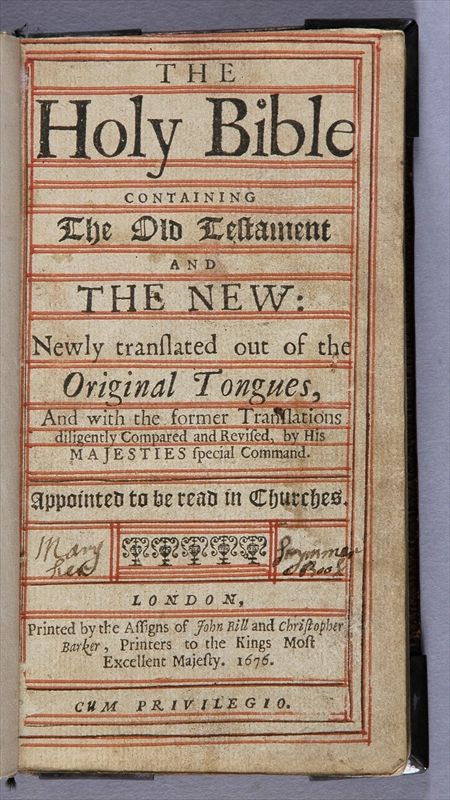 THE
Holy Bible
CONTAINING
The Old Teſtament
AND
THE NEW:
Newly tranſlated out of the
Original Tongues,
And with the former Tranſlations
diligently Compared and Reviſed, by His
MAJESTIES ſpecial Command.
Appointed to be read in Churches.
Mary
her
Book
LONDON,
Printed by the Aſſigns of John Bill and Chriſtopher
Barker, Printers to the Kings Moſt
Excellent Majeſty. 1676.
CUM PRIVILEGIO.